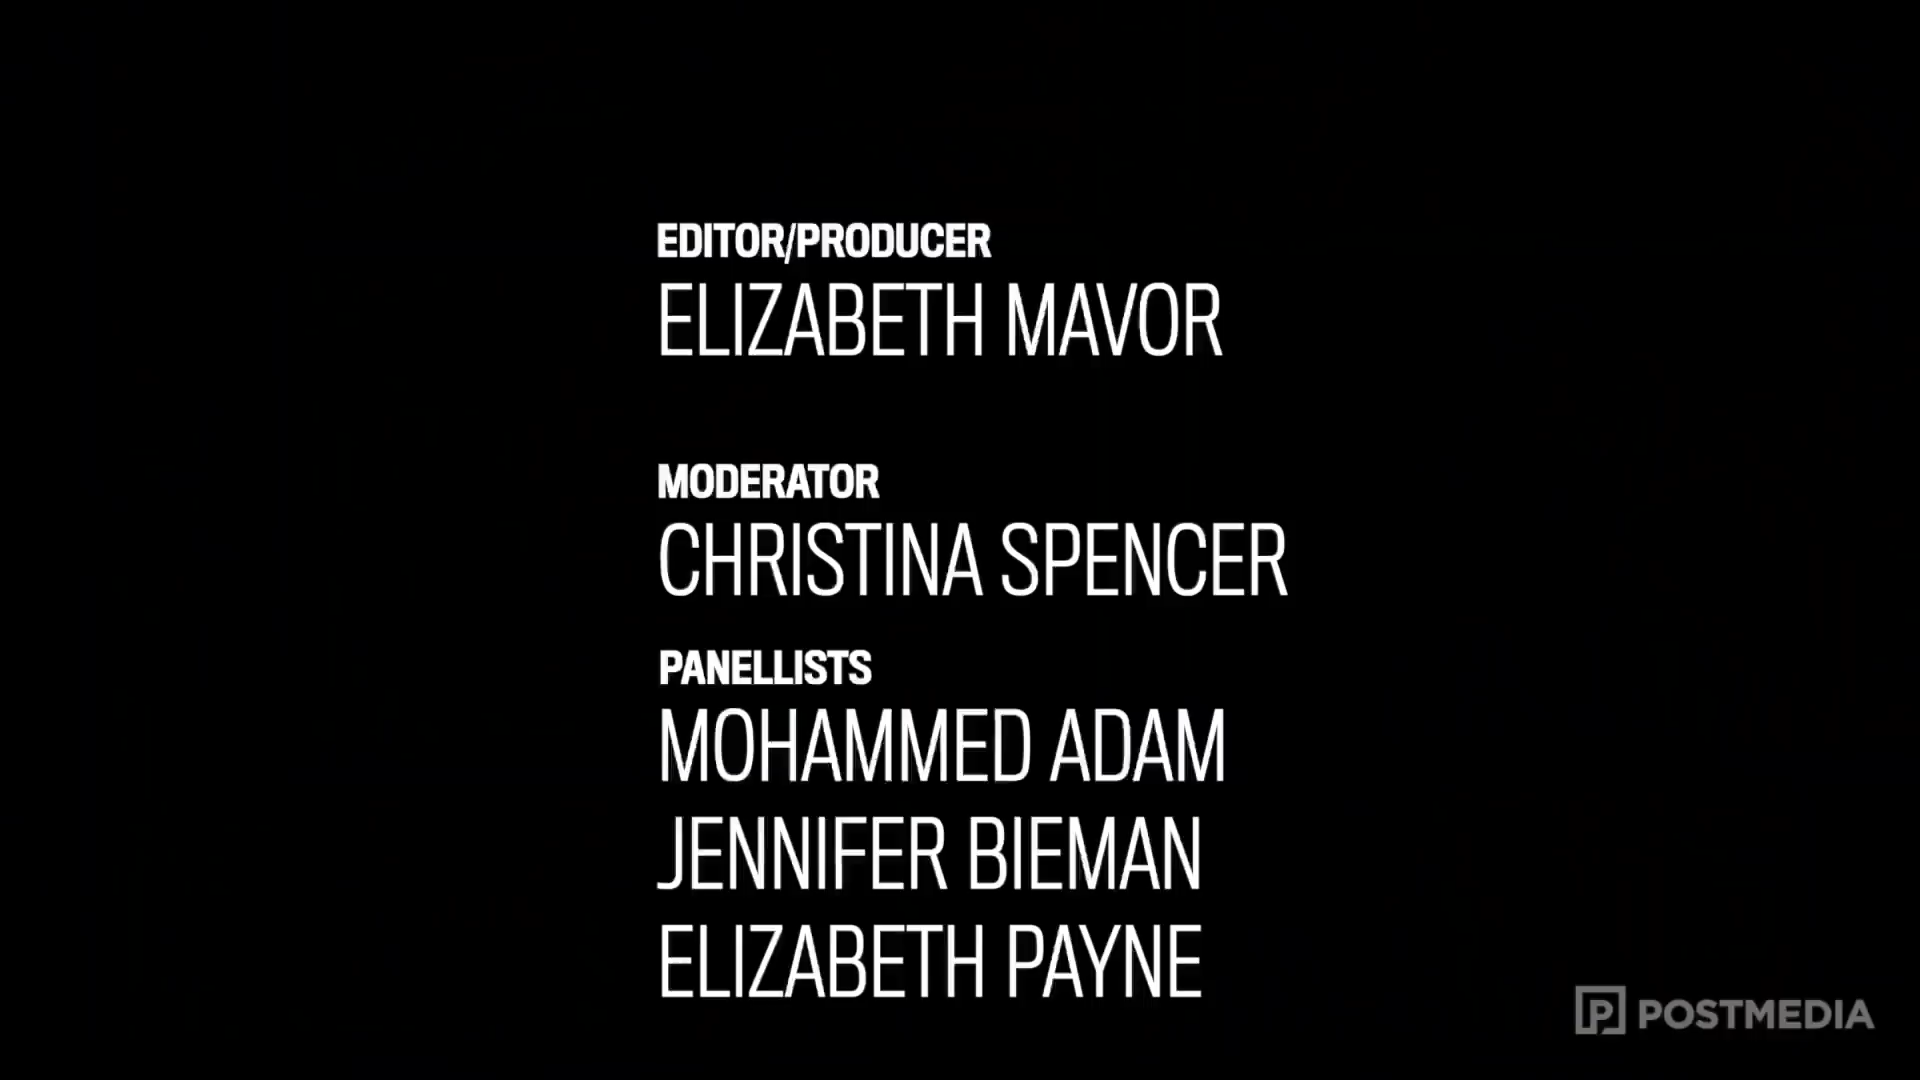 EDITOR/PRODUCER
ELIZABETH MAVOR
MODERATOR
CHRISTINA SPENCER
PANELLISTS
MOHAMMED ADAM
JENNIFER BIEMAN
ELIZABETH PAYNE
P POSTMEDIA